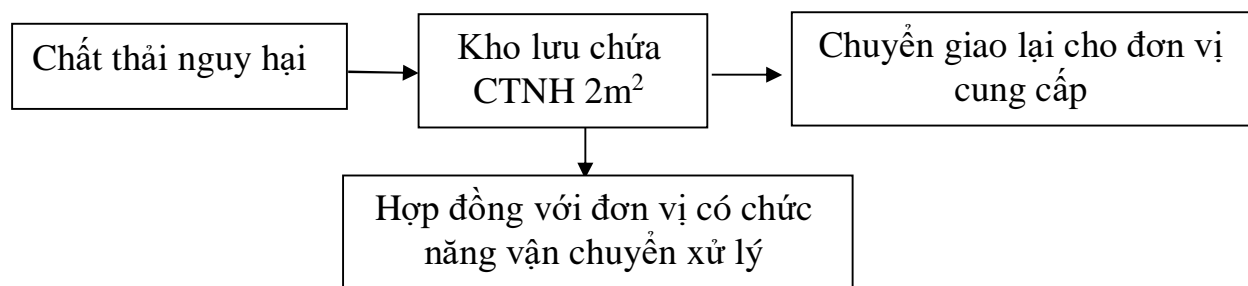 Chất thải nguy hại
Kho lưu chứa
CTNH 2m²
Chuyển giao lại cho đơn vị
cung cấp
Hợp đồng với đơn vị có chức
năng vận chuyển xử lý